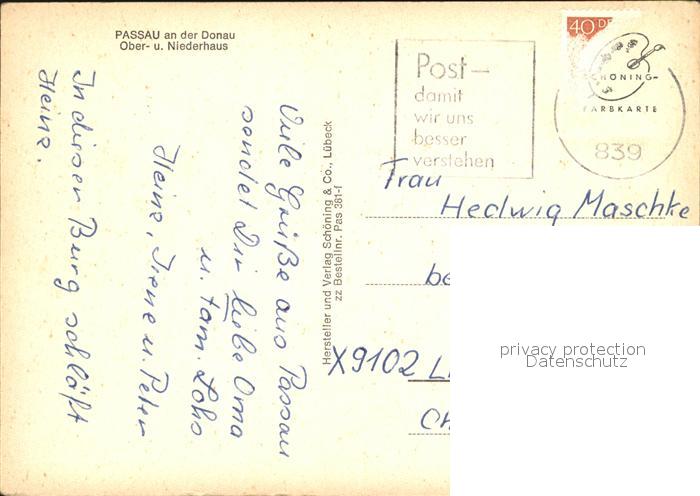 PASSAU an der Donau
Ober- u. Niederhaus
Viele Grüße aus Passau
sendet Dir liebe Oma
u. fam. Lohs
Heinz, Irene u. Peter
In dieser Burg schläft
Heinz.
Hersteller und Verlag Schöning & Co., Lübeck
zz Bestellnr. Pas 381-f
Post-
damit
wir uns
besser
verstehen
40
SCHÖNING-
FARBKARTE
839
Frau
Hedwig Maschke
be
X9102 L
privacy protection
Datenschutz